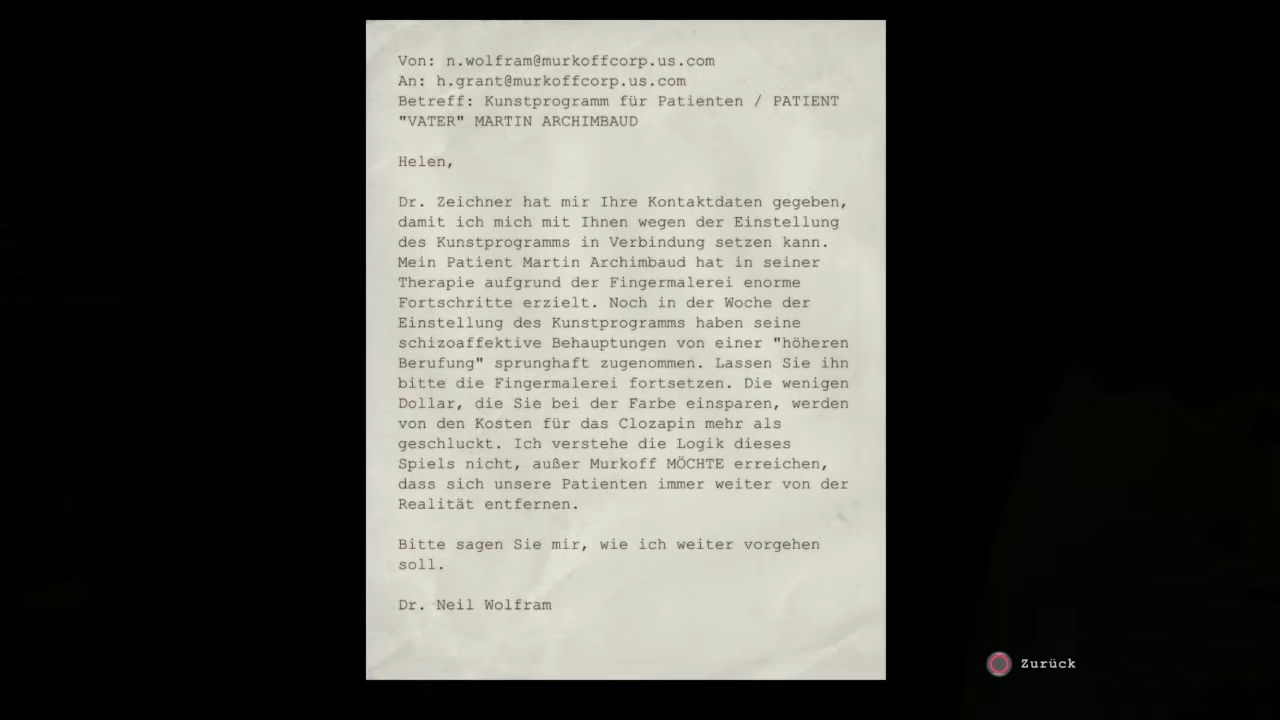 Von: n.wolfram@murkoffcorp.us.com
An: h.grant@murkoffcorp.us.com
Betreff: Kunstprogramm für Patienten / PATIENT
"VATER" MARTIN ARCHIMBAUD
Helen,
Dr. Zeichner hat mir Ihre Kontaktdaten gegeben,
damit ich mich mit Ihnen wegen der Einstellung
des Kunstprogramms in Verbindung setzen kann.
Mein Patient Martin Archimbaud hat in seiner
Therapie aufgrund der Fingermalerei enorme
Fortschritte erzielt. Noch in der Woche der
Einstellung des Kunstprogramms haben seine
schizoaffektive Behauptungen von einer "höheren
Berufung" sprunghaft zugenommen. Lassen Sie ihn
bitte die Fingermalerei fortsetzen. Die wenigen
Dollar, die Sie bei der Farbe einsparen, werden
von den Kosten für das Clozapin mehr als
geschluckt. Ich verstehe die Logik dieses
Spiels nicht, außer Murkoff MÖCHTE erreichen,
dass sich unsere Patienten immer weiter von der
Realität entfernen.
Bitte sagen Sie mir, wie ich weiter vorgehen
soll.
Dr. Neil Wolfram
Zurück